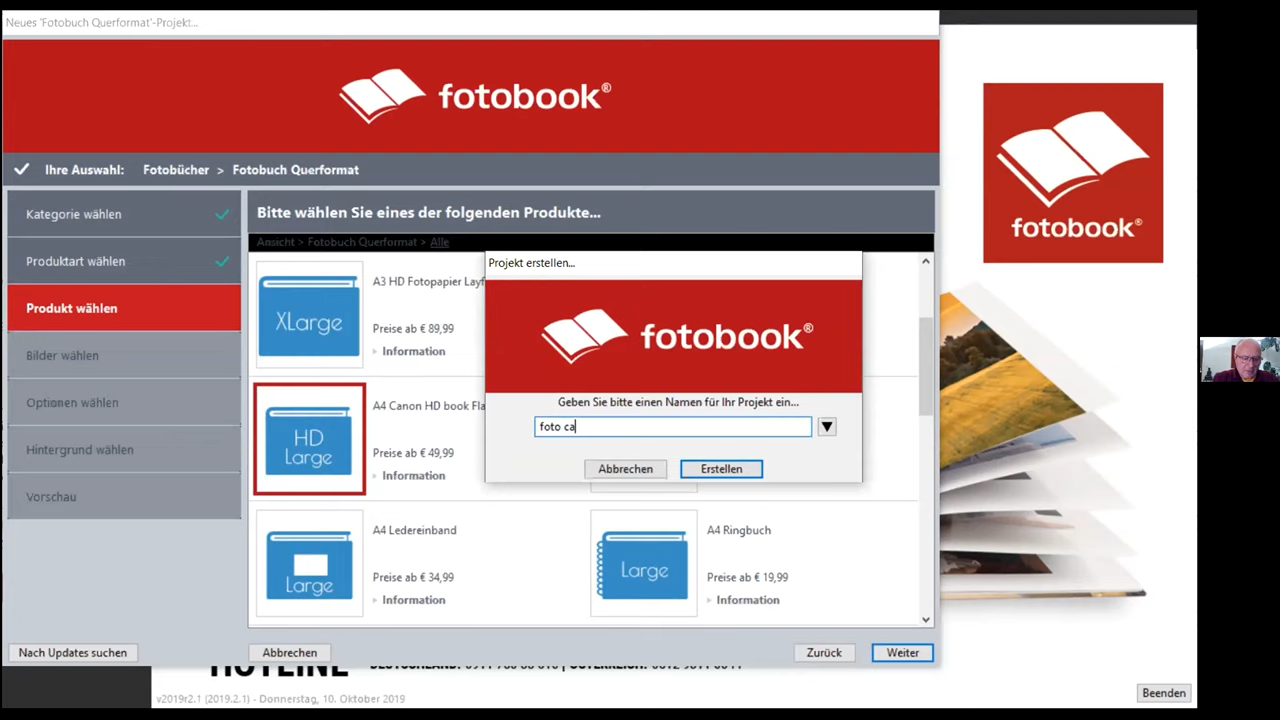 Neues 'Fotobuch Querformat'-Projekt...
fotobook®
Ihre Auswahl: Fotobücher > Fotobuch Querformat
Kategorie wählen
Produktart wählen
Produkt wählen
Bilder wählen
Optionen wählen
Hintergrund wählen
Vorschau
Bitte wählen Sie eines der folgenden Produkte...
Ansicht > Fotobuch Querformat > Alle
XLarge
A3 HD Fotopapier
Preise ab € 89,99
Information
HD
Large
A4 Canon HD book
Preise ab € 49,99
Information
Large
A4 Ledereinband
Preise ab € 34,99
Information
Large
A4 Ringbuch
Preise ab € 19,99
Information
Projekt erstellen...
fotobook®
Geben Sie bitte einen Namen für Ihr Projekt ein...
foto ca
Abbrechen
Erstellen
Nach Updates suchen
Abbrechen
Zurück
Weiter
fotobook®
HOTLINE
v2019r2.1 (2019.2.1) - Donnerstag, 10. Oktober 2019
Beenden